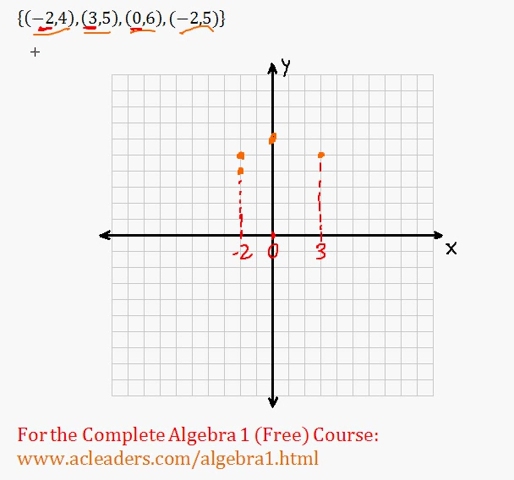 {(−2,4),(3,5),(0,6),(−2,5)}
y
x
-2 0 3
For the Complete Algebra 1 (Free) Course:
www.acleaders.com/algebra1.html